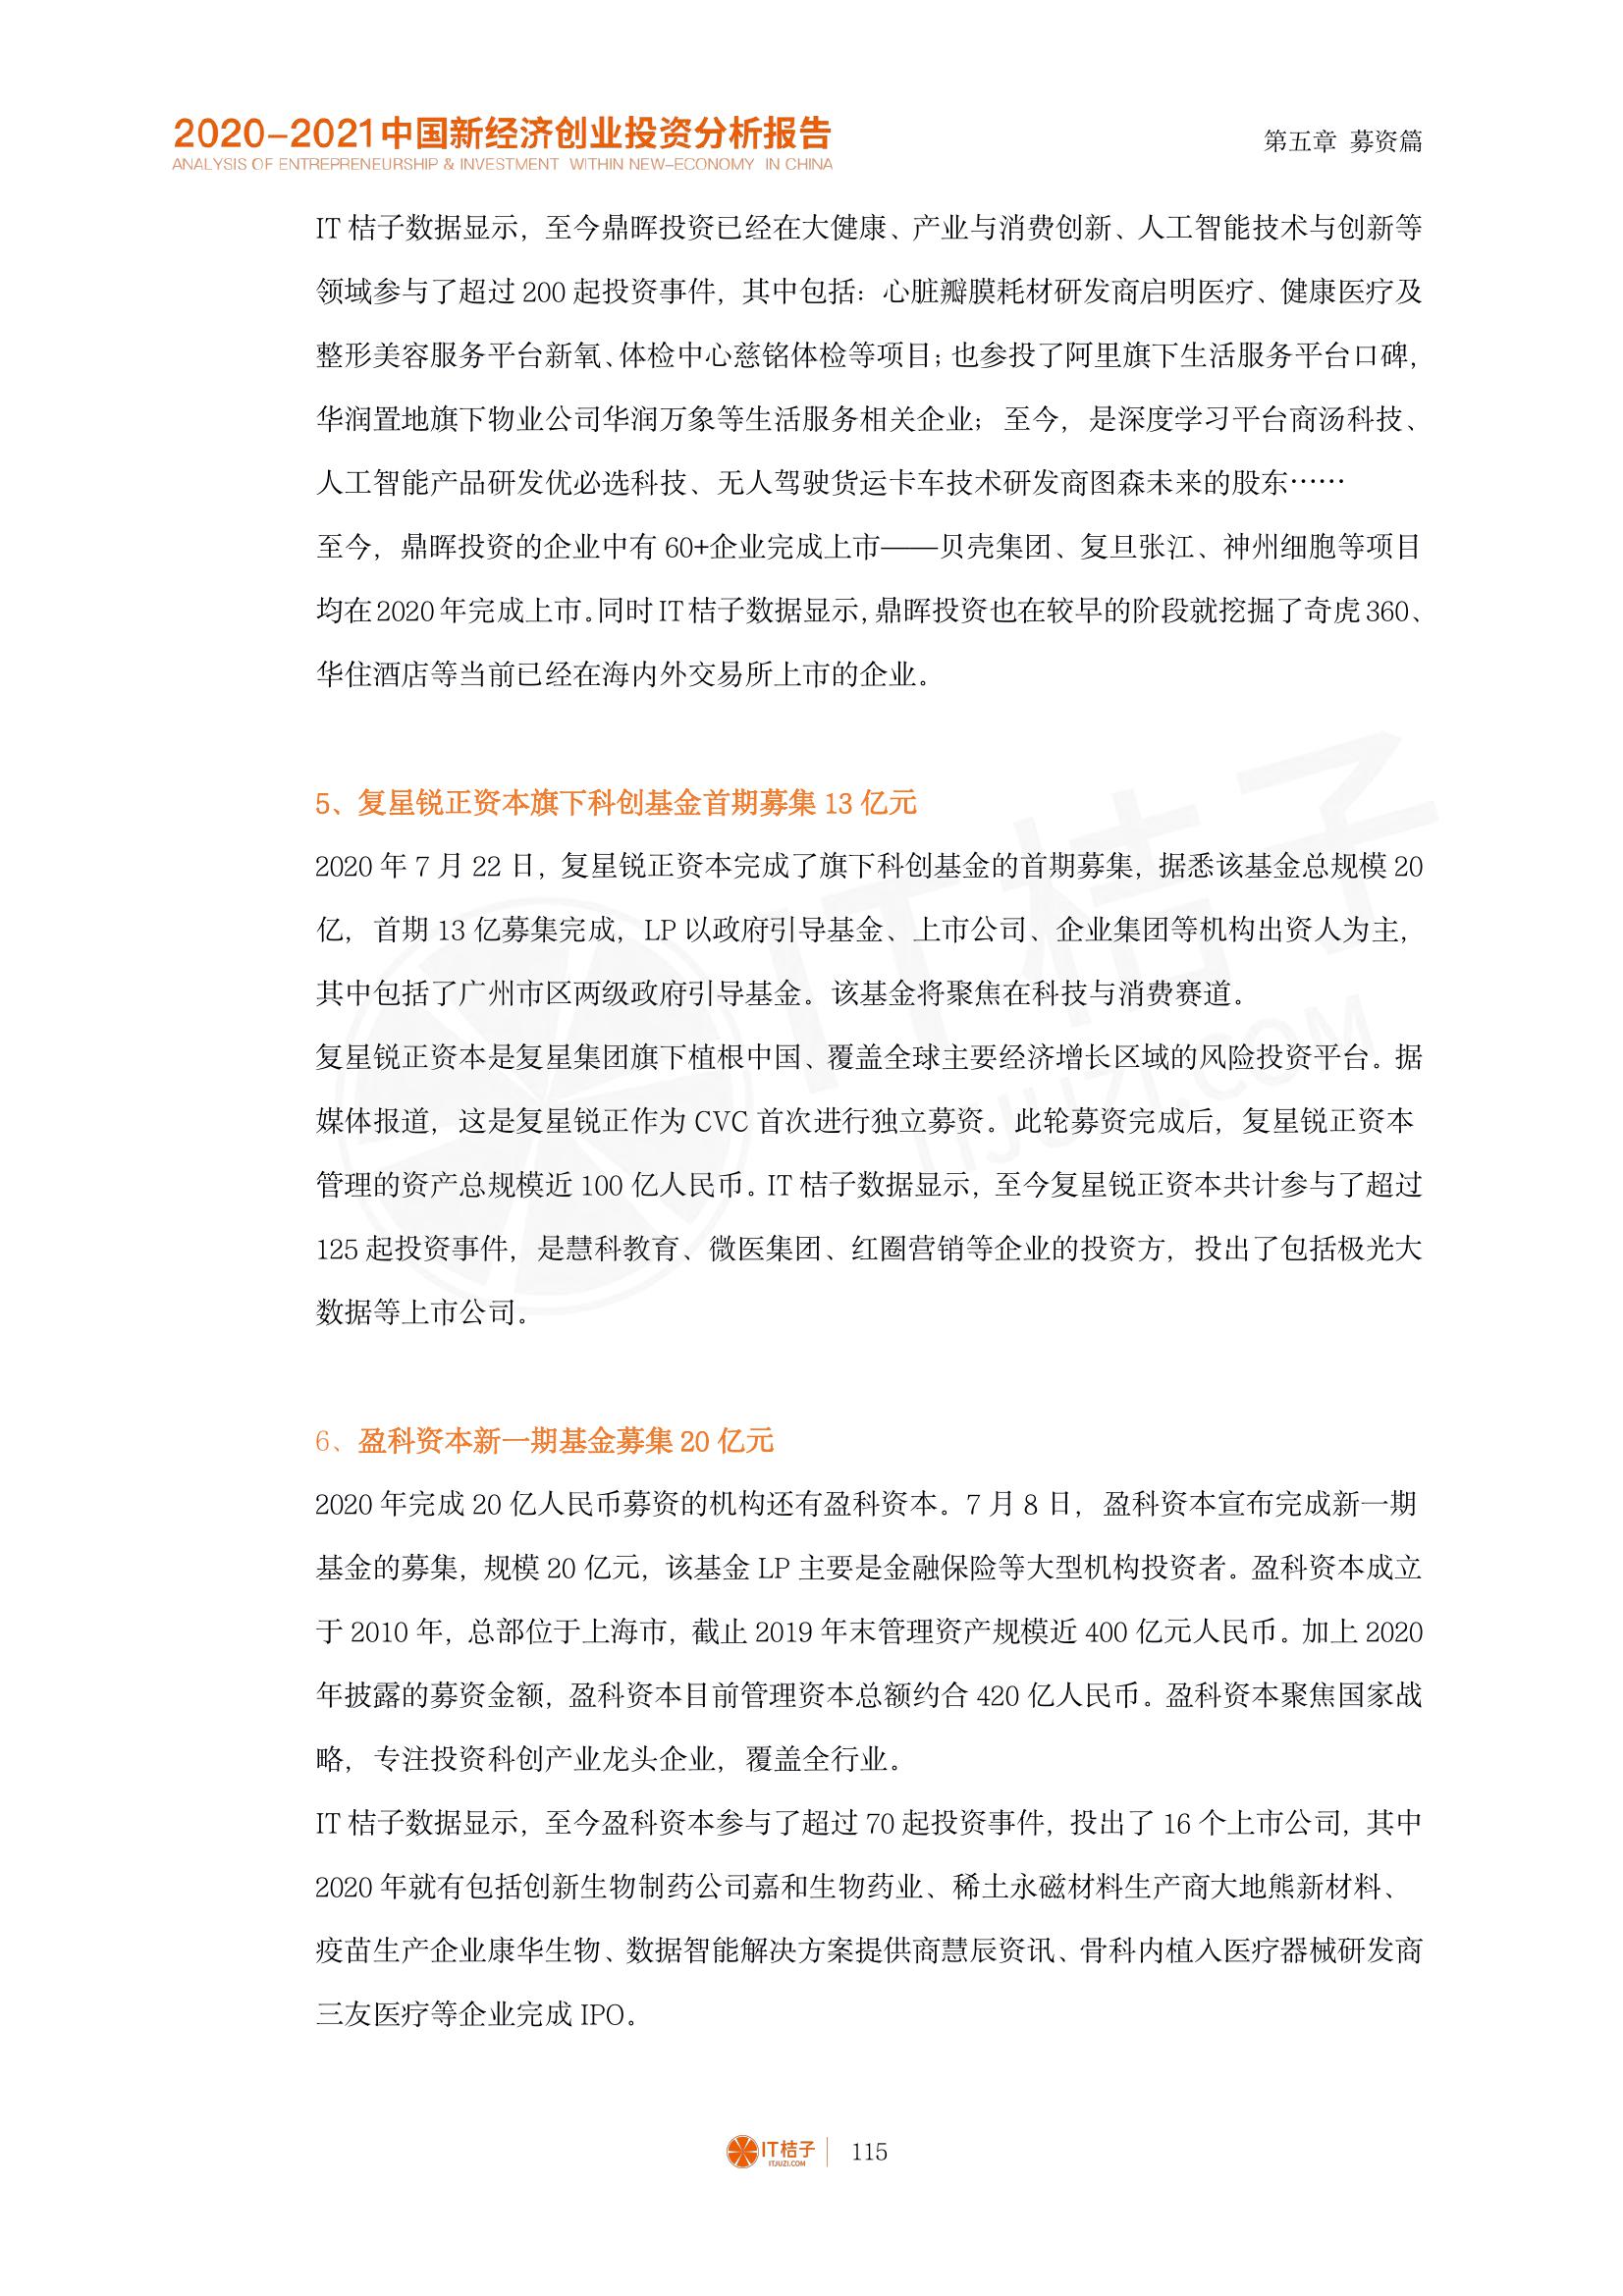 2020-2021中国新经济创业投资分析报告
ANALYSIS OF ENTREPRENEURSHIP & INVESTMENT WITHIN NEW-ECONOMY IN CHINA
第五章 募资篇
IT 桔子数据显示，至今鼎晖投资已经在大健康、产业与消费创新、人工智能技术与创新等
领域参与了超过 200 起投资事件，其中包括：心脏瓣膜耗材研发商启明医疗、健康医疗及
整形美容服务平台新氧、体检中心慈铭体检等项目；也参投了阿里旗下生活服务平台口碑，
华润置地旗下物业公司华润万象等生活服务相关企业；至今，是深度学习平台商汤科技、
人工智能产品研发优必选科技、无人驾驶货运卡车技术研发商图森未来的股东……
至今，鼎晖投资的企业中有 60+企业完成上市——贝壳集团、复旦张江、神州细胞等项目
均在 2020 年完成上市。同时 IT 桔子数据显示，鼎晖投资也在较早的阶段就挖掘了奇虎 360、
华住酒店等当前已经在海内外交易所上市的企业。
5、复星锐正资本旗下科创基金首期募集 13 亿元
2020 年 7 月 22 日，复星锐正资本完成了旗下科创基金的首期募集，据悉该基金总规模 20
亿，首期 13 亿募集完成，LP 以政府引导基金、上市公司、企业集团等机构出资人为主，
其中包括了广州市区两级政府引导基金。该基金将聚焦在科技与消费赛道。
复星锐正资本是复星集团旗下植根中国、覆盖全球主要经济增长区域的风险投资平台。据
媒体报道，这是复星锐正作为 CVC 首次进行独立募资。此轮募资完成后，复星锐正资本
管理的资产总规模近 100 亿人民币。IT 桔子数据显示，至今复星锐正资本共计参与了超过
125 起投资事件，是慧科教育、微医集团、红圈营销等企业的投资方，投出了包括极光大
数据等上市公司。
6、盈科资本新一期基金募集 20 亿元
2020 年完成 20 亿人民币募资的机构还有盈科资本。7 月 8 日，盈科资本宣布完成新一期
基金的募集，规模 20 亿元，该基金 LP 主要是金融保险等大型机构投资者。盈科资本成立
于 2010 年，总部位于上海市，截止 2019 年末管理资产规模近 400 亿元人民币。加上 2020
年披露的募资金额，盈科资本目前管理资本总额约合 420 亿人民币。盈科资本聚焦国家战
略，专注投资科创产业龙头企业，覆盖全行业。
IT 桔子数据显示，至今盈科资本参与了超过 70 起投资事件，投出了 16 个上市公司，其中
2020 年就有包括创新生物制药公司嘉和生物药业、稀土永磁材料生产商大地熊新材料、
疫苗生产企业康华生物、数据智能解决方案提供商慧辰资讯、骨科内植入医疗器械研发商
三友医疗等企业完成 IPO。
IT桔子
ITJUZI.COM
IT桔子
ITJUZI.COM
115